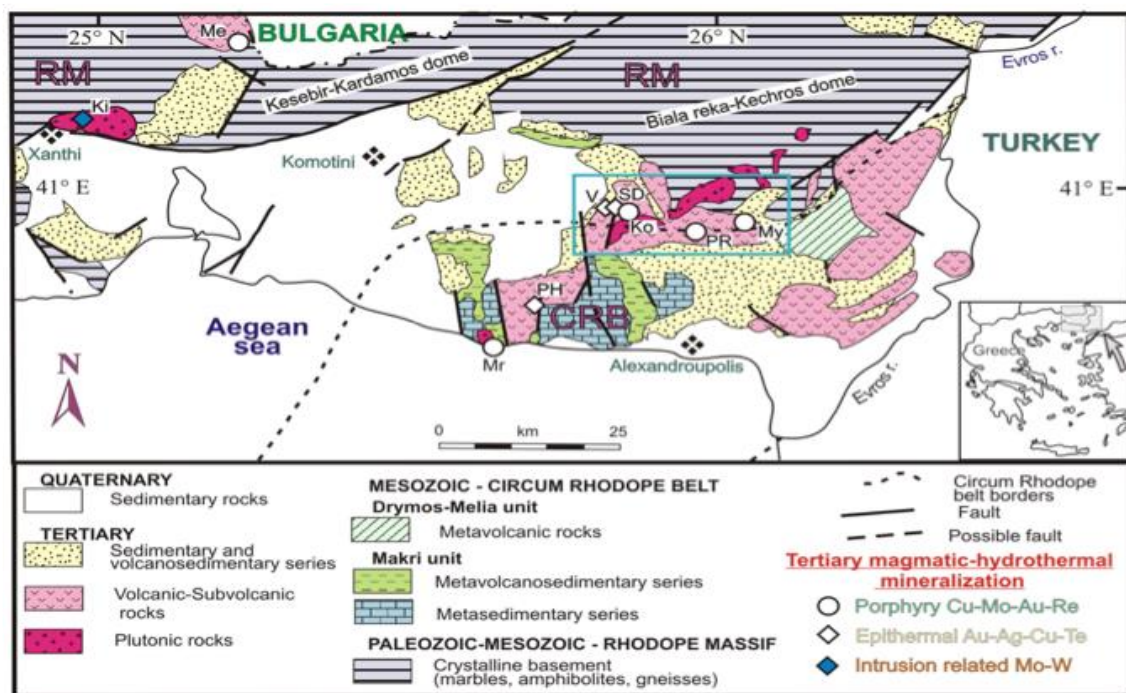 25° N
Me
BULGARIA
26° N
Evros r.
RM
Kesebir-Kardamos dome
RM
Ki
Biala reka-Kechros dome
Xanthi
Komotini
TURKEY
41° E
V
SD
41° E
Ko
PR
My
PH
CRB
Aegean
sea
Mr
Alexandroupolis
Evros r.
Greece
N
0
25
km
QUATERNARY
Sedimentary rocks
TERTIARY
Sedimentary and
volcanosedimentary series
Volcanic-Subvolcanic
rocks
Plutonic rocks
MESOZOIC - CIRCUM RHODOPE BELT
Drymos-Melia unit
Metavolcanic rocks
Makri unit
Metavolcanosedimentary series
Metasedimentary series
PALEOZOIC-MESOZOIC - RHODOPE MASSIF
Crystalline basement
(marbles, amphibolites, gneisses)
Circum Rhodope
belt borders
Fault
Possible fault
Tertiary magmatic-hydrothermal
mineralization
Porphyry Cu-Mo-Au-Re
Epithermal Au-Ag-Cu-Te
Intrusion related Mo-W